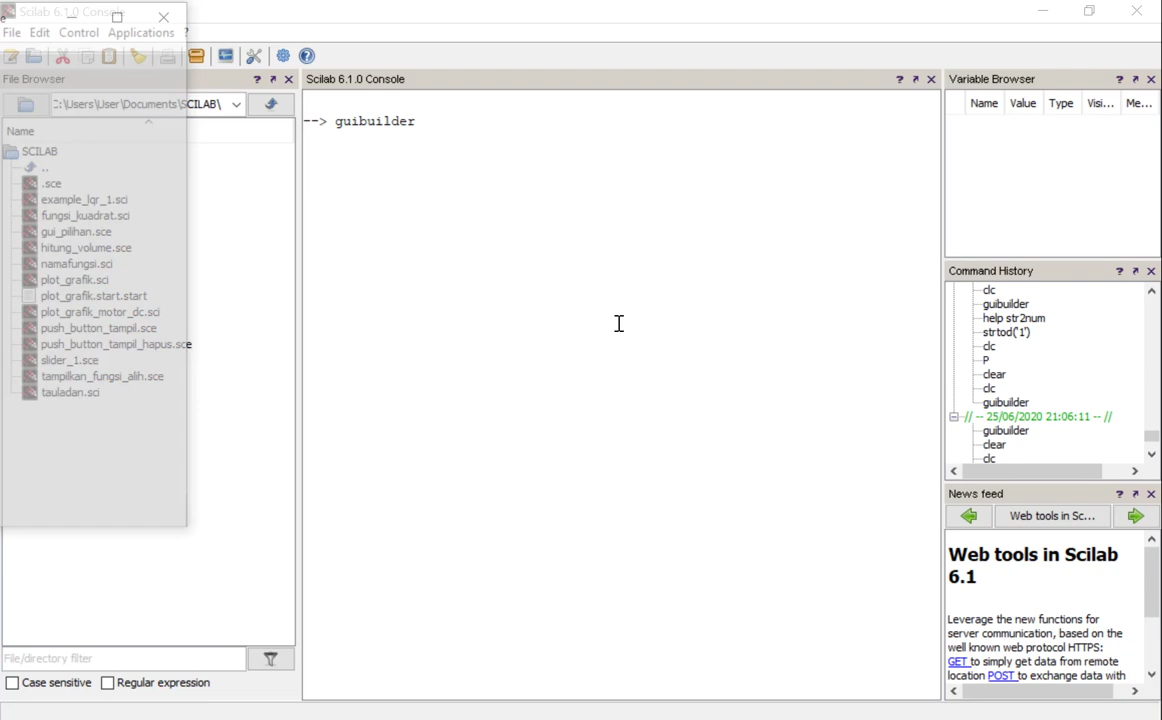 Scilab 6.1.0 Console
File Edit Control Applications ?
File Browser
C:\Users\User\Documents\SCILAB\
Name
SCILAB
..
.sce
example_lqr_1.sci
fungsi_kuadrat.sci
gui_pilihan.sce
hitung_volume.sce
namafungsi.sci
plot_grafik.sci
plot_grafik.start.start
plot_grafik_motor_dc.sci
push_button_tampil.sce
push_button_tampil_hapus.sce
slider_1.sce
tampilkan_fungsi_alih.sce
tauladan.sci
File/directory filter
Case sensitive Regular expression
Scilab 6.1.0 Console
--> guibuilder
Variable Browser
Name Value Type Visi... Me...
Command History
clc
guibuilder
help str2num
strtod('1')
clc
P
clear
clc
guibuilder
// -- 25/06/2020 21:06:11 -- //
guibuilder
clear
clc
News feed
Web tools in Sc...
Web tools in Scilab
6.1
Leverage the new functions for
server communication, based on the
well known web protocol HTTPS:
GET to simply get data from remote
location POST to exchange data with